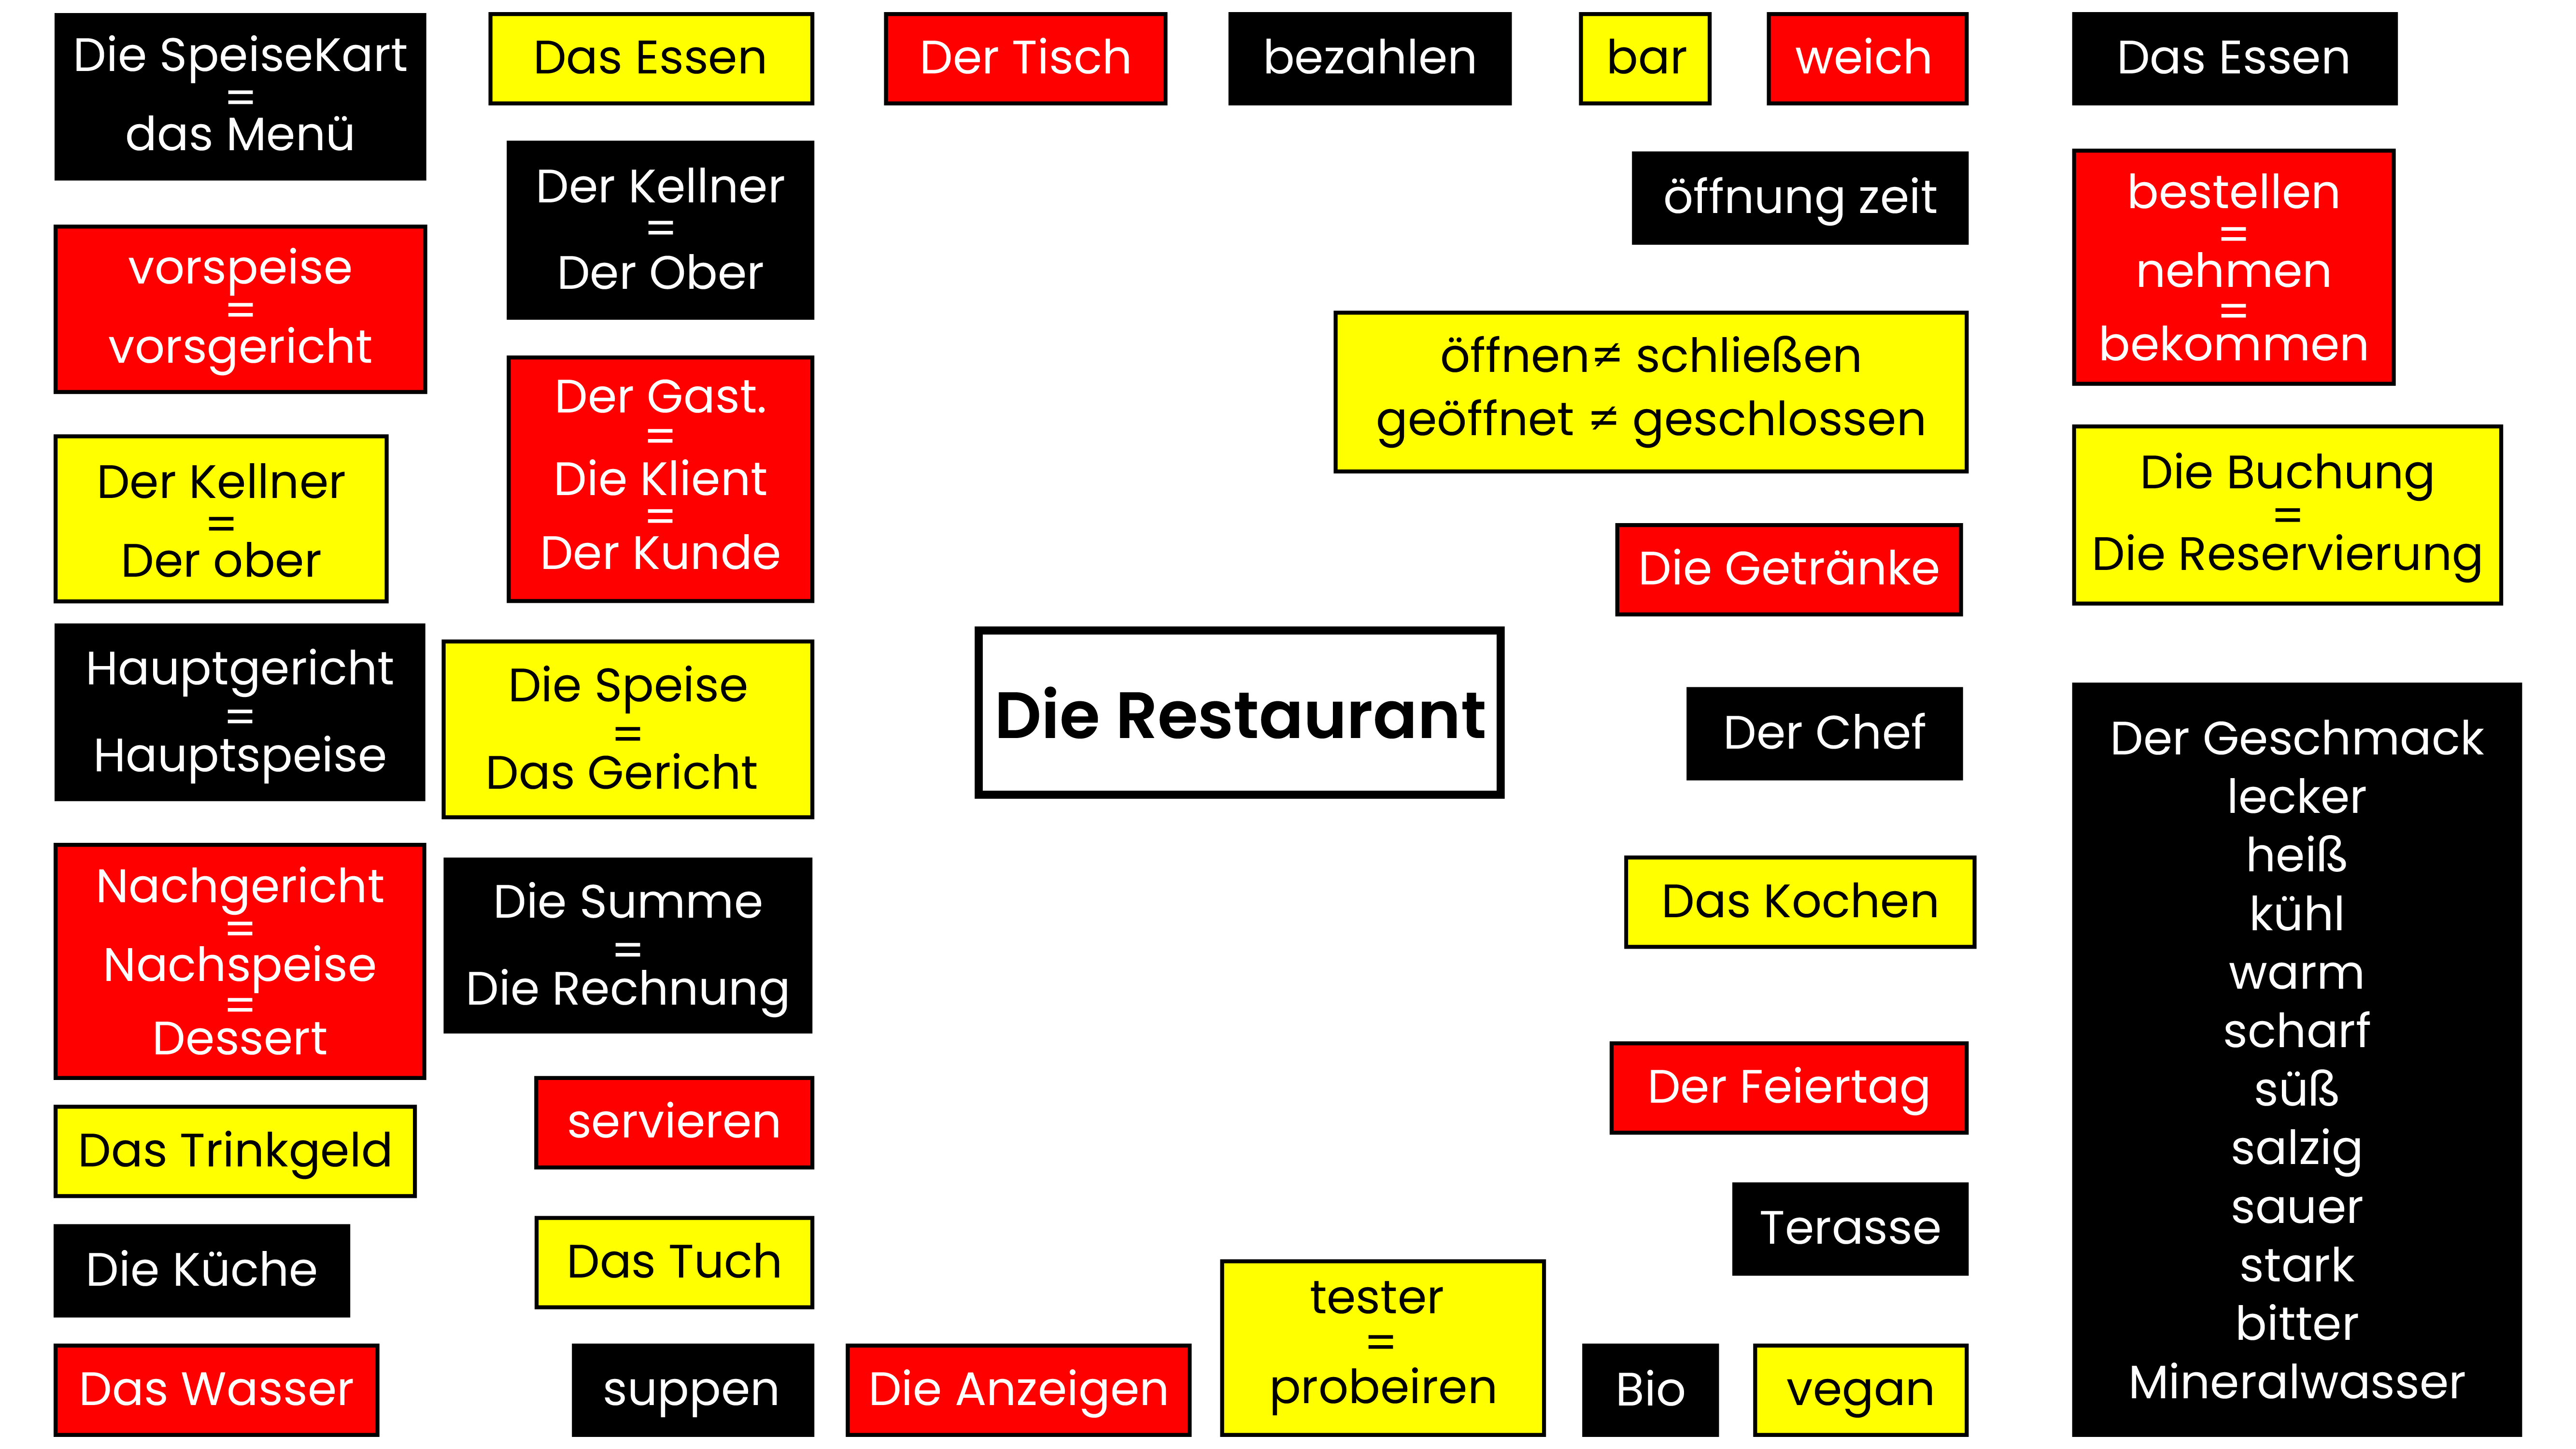 Die SpeiseKart
=
das Menü
vorspeise
=
vorsgericht
Der Kellner
=
Der ober
Hauptgericht
=
Hauptspeise
Nachgericht
=
Nachspeise
=
Dessert
Das Trinkgeld
Die Küche
Das Wasser
Das Essen
Der Kellner
=
Der Ober
Der Gast.
=
Die Klient
=
Der Kunde
Die Speise
=
Das Gericht
Die Summe
=
Die Rechnung
servieren
Das Tuch
suppen
Der Tisch
bezahlen
bar
weich
öffnung zeit
öffnen≠ schließen
geöffnet ≠ geschlossen
Die Getränke
Die Restaurant
Der Chef
Das Kochen
Der Feiertag
Terasse
Die Anzeigen
tester
=
probeiren
Bio
vegan
Das Essen
bestellen
=
nehmen
=
bekommen
Die Buchung
=
Die Reservierung
Der Geschmack
lecker
heiß
kühl
warm
scharf
süß
salzig
sauer
stark
bitter
Mineralwasser